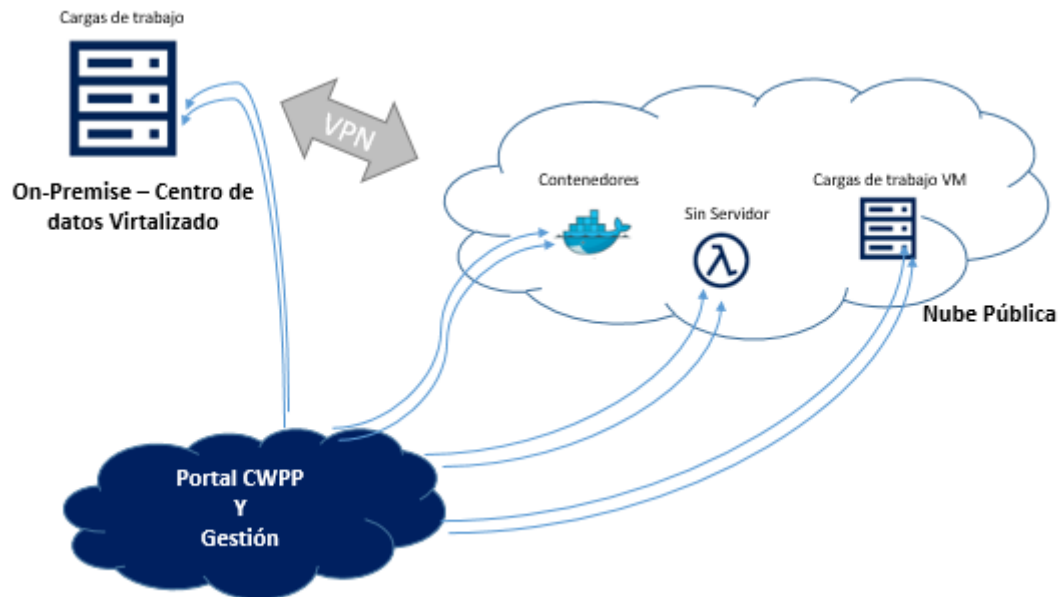 Cargas de trabajo
On-Premise – Centro de
datos Virtalizado
VPN
Contenedores
Sin Servidor
Cargas de trabajo VM
Nube Pública
Portal CWPP
Y
Gestión